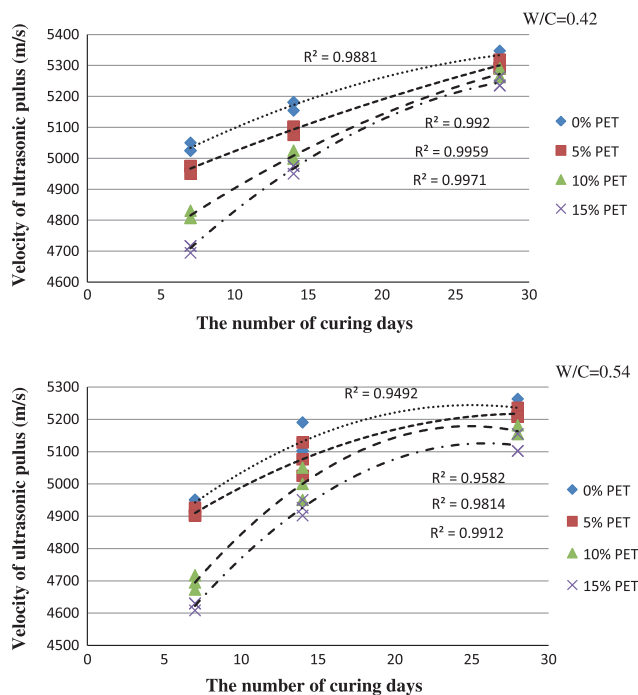 W/C=0.42
Velocity of ultrasonic pulus (m/s)
5400
5300
5200
5100
5000
4900
4800
4700
4600
R² = 0.9881
R² = 0.992
R² = 0.9959
R² = 0.9971
0% PET
5% PET
10% PET
15% PET
0 5 10 15 20 25 30
The number of curing days
W/C=0.54
Velocity of ultrasonic pulus (m/s)
5300
5200
5100
5000
4900
4800
4700
4600
4500
R² = 0.9492
R² = 0.9582
R² = 0.9814
R² = 0.9912
0% PET
5% PET
10% PET
15% PET
0 5 10 15 20 25 30
The number of curing days